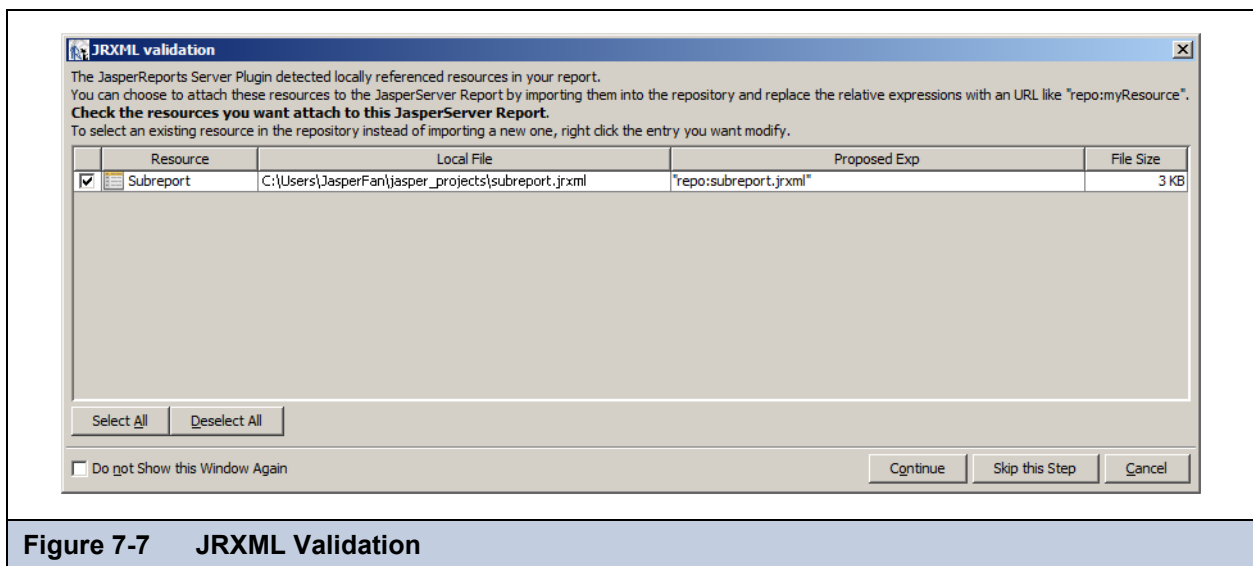 JRXML validation
The JasperReports Server Plugin detected locally referenced resources in your report.
You can choose to attach these resources to the JasperServer Report by importing them into the repository and replace the relative expressions with an URL like "repo:myResource".
Check the resources you want attach to this JasperServer Report.
To select an existing resource in the repository instead of importing a new one, right click the entry you want modify.
Resource Local File Proposed Exp File Size
Subreport C:\Users\JasperFan\jasper_projects\subreport.jrxml "repo:subreport.jrxml" 3 KB
Select All Deselect All
Do not Show this Window Again Continue Skip this Step Cancel
Figure 7-7 JRXML Validation